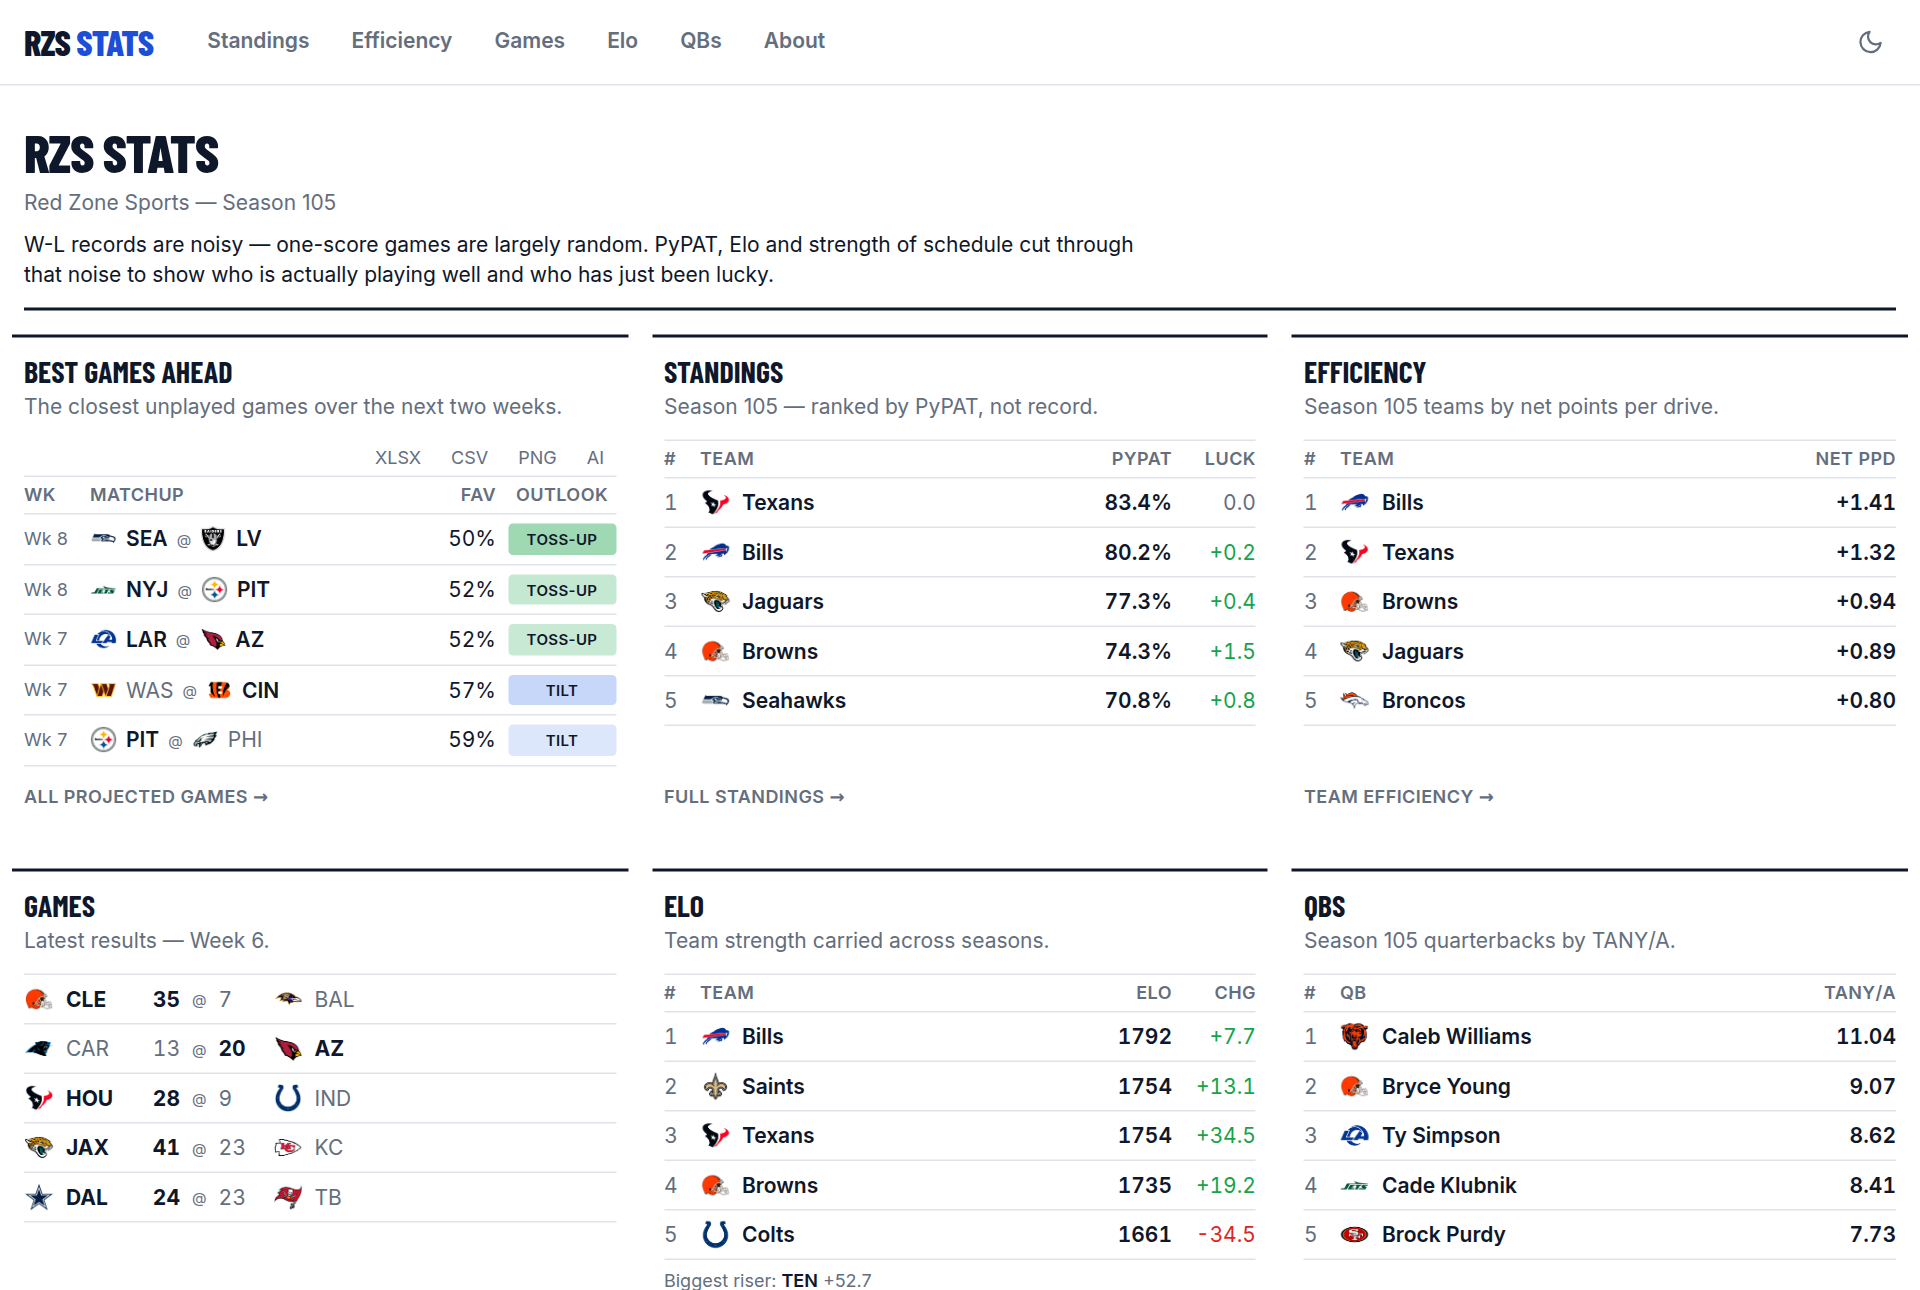 RZS STATS Standings Efficiency Games Elo QBs About
RZS STATS
Red Zone Sports — Season 105
W-L records are noisy — one-score games are largely random. PyPAT, Elo and strength of schedule cut through
that noise to show who is actually playing well and who has just been lucky.
BEST GAMES AHEAD
The closest unplayed games over the next two weeks.
XLSX CSV PNG AI
WK MATCHUP FAV OUTLOOK
Wk 8 SEA @ LV 50% TOSS-UP
Wk 8 NYJ @ PIT 52% TOSS-UP
Wk 7 LAR @ AZ 52% TOSS-UP
Wk 7 WAS @ CIN 57% TILT
Wk 7 PIT @ PHI 59% TILT
ALL PROJECTED GAMES →
STANDINGS
Season 105 — ranked by PyPAT, not record.
# TEAM PYPAT LUCK
1 Texans 83.4% 0.0
2 Bills 80.2% +0.2
3 Jaguars 77.3% +0.4
4 Browns 74.3% +1.5
5 Seahawks 70.8% +0.8
FULL STANDINGS →
EFFICIENCY
Season 105 teams by net points per drive.
# TEAM NET PPD
1 Bills +1.41
2 Texans +1.32
3 Browns +0.94
4 Jaguars +0.89
5 Broncos +0.80
TEAM EFFICIENCY →
GAMES
Latest results — Week 6.
CLE 35 @ 7 BAL
CAR 13 @ 20 AZ
HOU 28 @ 9 IND
JAX 41 @ 23 KC
DAL 24 @ 23 TB
ELO
Team strength carried across seasons.
# TEAM ELO CHG
1 Bills 1792 +7.7
2 Saints 1754 +13.1
3 Texans 1754 +34.5
4 Browns 1735 +19.2
5 Colts 1661 -34.5
Biggest riser: TEN +52.7
QBS
Season 105 quarterbacks by TANY/A.
# QB TANY/A
1 Caleb Williams 11.04
2 Bryce Young 9.07
3 Ty Simpson 8.62
4 Cade Klubnik 8.41
5 Brock Purdy 7.73